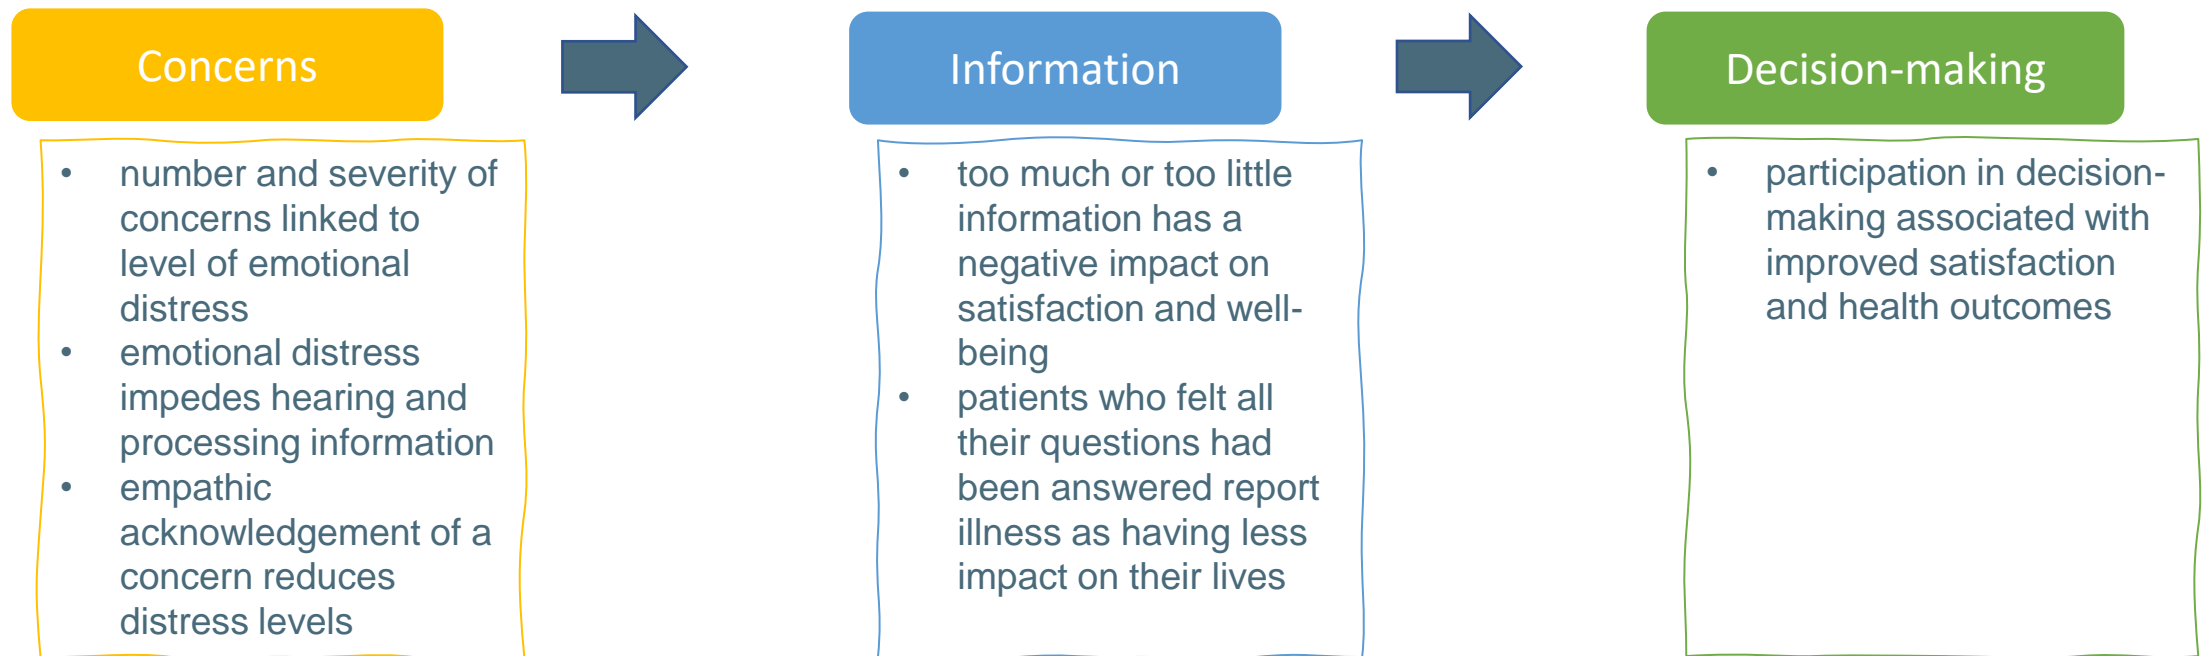 Concerns
• number and severity of
concerns linked to
level of emotional
distress
• emotional distress
impedes hearing and
processing information
• empathic
acknowledgement of a
concern reduces
distress levels
Information
• too much or too little
information has a
negative impact on
satisfaction and well-
being
• patients who felt all
their questions had
been answered report
illness as having less
impact on their lives
Decision-making
• participation in decision-
making associated with
improved satisfaction
and health outcomes